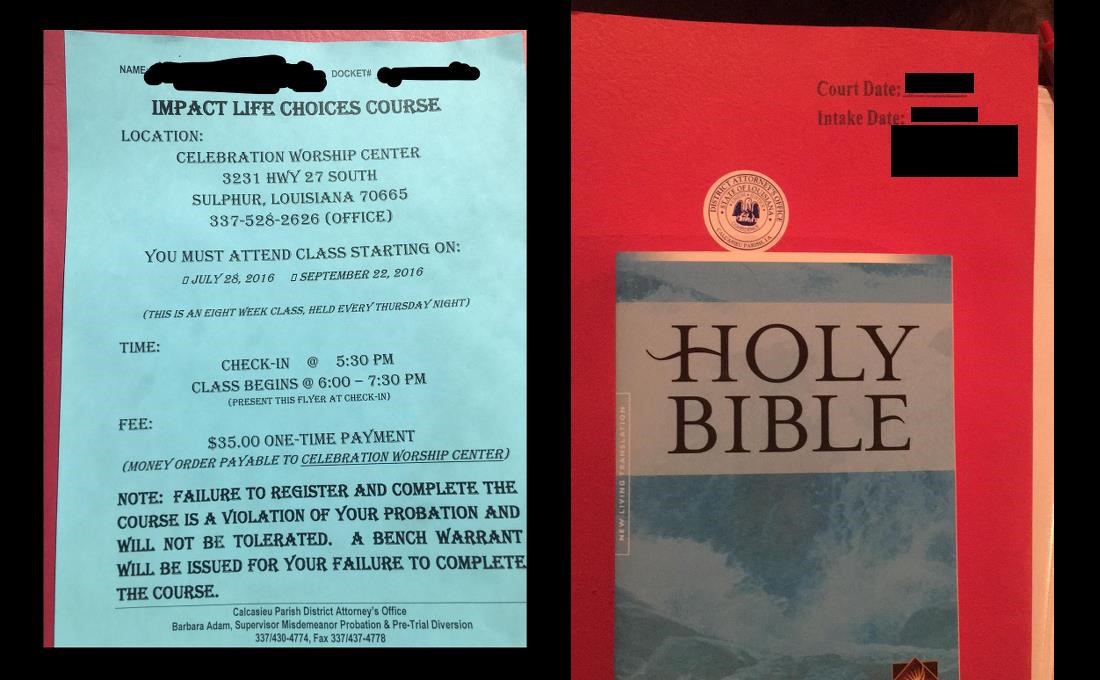 NAME:
DOCKET#
IMPACT LIFE CHOICES COURSE
LOCATION:
CELEBRATION WORSHIP CENTER
3231 HWY 27 SOUTH
SULPHUR, LOUISIANA 70665
337-528-2626 (OFFICE)
YOU MUST ATTEND CLASS STARTING ON:
▯ JULY 28, 2016 ▯ SEPTEMBER 22, 2016
(THIS IS AN EIGHT WEEK CLASS, HELD EVERY THURSDAY NIGHT)
TIME:
CHECK-IN @ 5:30 PM
CLASS BEGINS @ 6:00 – 7:30 PM
(PRESENT THIS FLYER AT CHECK-IN)
FEE:
$35.00 ONE-TIME PAYMENT
(MONEY ORDER PAYABLE TO CELEBRATION WORSHIP CENTER)
NOTE: FAILURE TO REGISTER AND COMPLETE THE
COURSE IS A VIOLATION OF YOUR PROBATION AND
WILL NOT BE TOLERATED. A BENCH WARRANT
WILL BE ISSUED FOR YOUR FAILURE TO COMPLETE
THE COURSE.
Calcasieu Parish District Attorney's Office
Barbara Adam, Supervisor Misdemeanor Probation & Pre-Trial Diversion
337/430-4774, Fax 337/437-4778
Court Date:
Intake Date:
DISTRICT ATTORNEY'S OFFICE
STATE OF LOUISIANA
CALCASIEU PARISH, LA
HOLY
BIBLE
NEW LIVING TRANSLATION